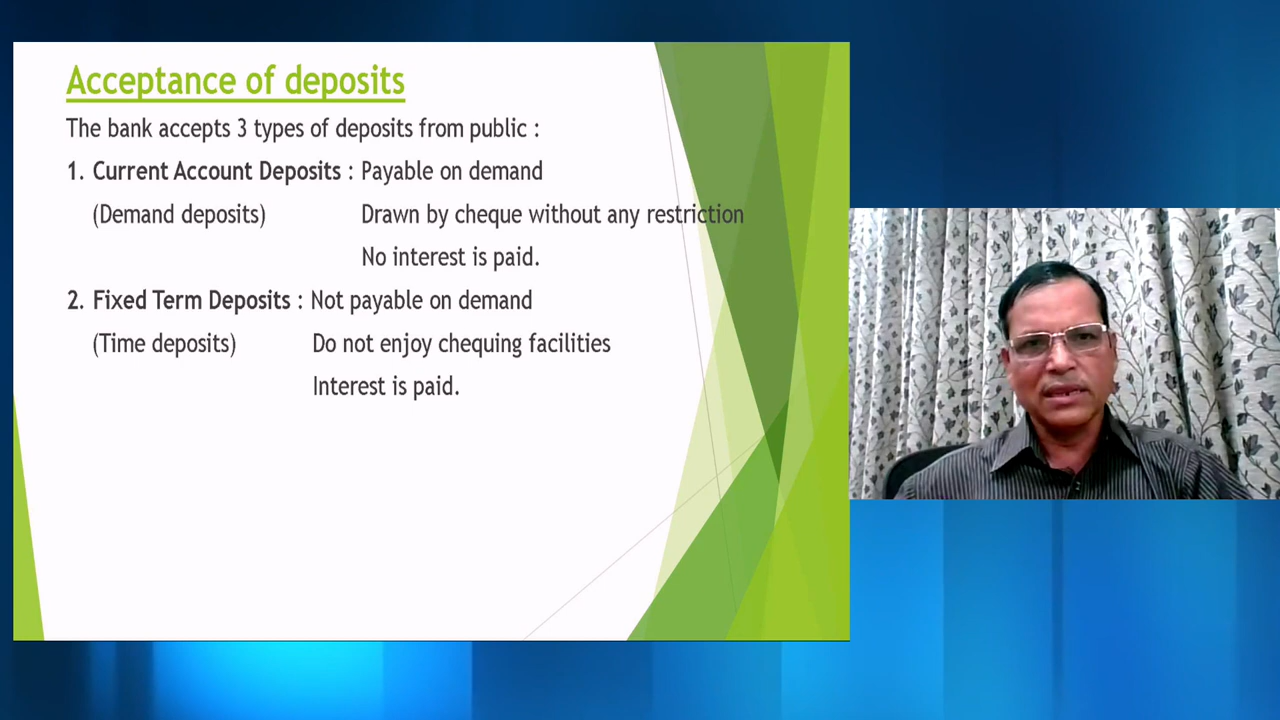 Acceptance of deposits
The bank accepts 3 types of deposits from public :
1. Current Account Deposits : Payable on demand
(Demand deposits) Drawn by cheque without any restriction
No interest is paid.
2. Fixed Term Deposits : Not payable on demand
(Time deposits) Do not enjoy chequing facilities
Interest is paid.